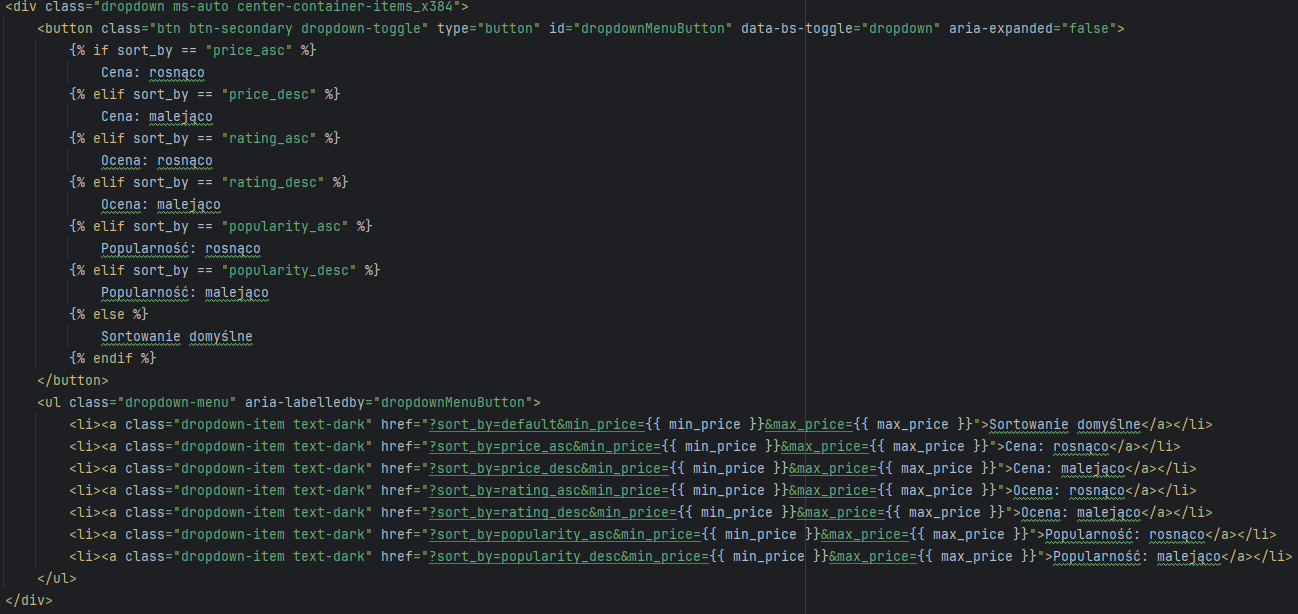 <div class="dropdown ms-auto center-container-items_x384">
<button class="btn btn-secondary dropdown-toggle" type="button" id="dropdownMenuButton" data-bs-toggle="dropdown" aria-expanded="false">
{% if sort_by == "price_asc" %}
Cena: rosnąco
{% elif sort_by == "price_desc" %}
Cena: malejąco
{% elif sort_by == "rating_asc" %}
Ocena: rosnąco
{% elif sort_by == "rating_desc" %}
Ocena: malejąco
{% elif sort_by == "popularity_asc" %}
Popularność: rosnąco
{% elif sort_by == "popularity_desc" %}
Popularność: malejąco
{% else %}
Sortowanie domyślne
{% endif %}
</button>
<ul class="dropdown-menu" aria-labelledby="dropdownMenuButton">
<li><a class="dropdown-item text-dark" href="?sort_by=default&min_price={{ min_price }}&max_price={{ max_price }}">Sortowanie domyślne</a></li>
<li><a class="dropdown-item text-dark" href="?sort_by=price_asc&min_price={{ min_price }}&max_price={{ max_price }}">Cena: rosnąco</a></li>
<li><a class="dropdown-item text-dark" href="?sort_by=price_desc&min_price={{ min_price }}&max_price={{ max_price }}">Cena: malejąco</a></li>
<li><a class="dropdown-item text-dark" href="?sort_by=rating_asc&min_price={{ min_price }}&max_price={{ max_price }}">Ocena: rosnąco</a></li>
<li><a class="dropdown-item text-dark" href="?sort_by=rating_desc&min_price={{ min_price }}&max_price={{ max_price }}">Ocena: malejąco</a></li>
<li><a class="dropdown-item text-dark" href="?sort_by=popularity_asc&min_price={{ min_price }}&max_price={{ max_price }}">Popularność: rosnąco</a></li>
<li><a class="dropdown-item text-dark" href="?sort_by=popularity_desc&min_price={{ min_price }}&max_price={{ max_price }}">Popularność: malejąco</a></li>
</ul>
</div>